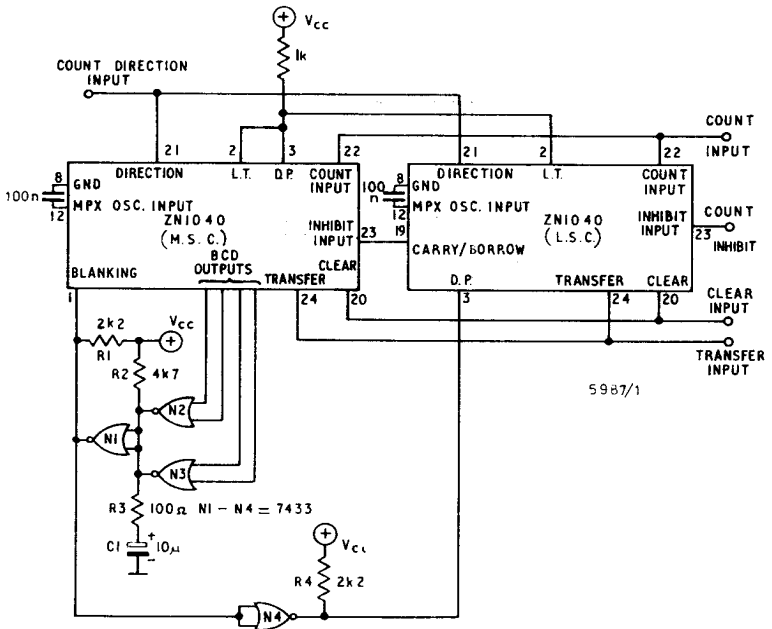 Vcc
1k
COUNT DIRECTION
INPUT
COUNT
INPUT
21
2
3
22
21
2
22
DIRECTION
L.T.
D.P.
COUNT
INPUT
DIRECTION
L.T.
COUNT
INPUT
8
GND
100n
12
MPX OSC. INPUT
ZN1040
(M.S.C.)
INHIBIT
INPUT
23
8
GND
100
n
12
MPX OSC. INPUT
19
ZN1040
(L.S.C.)
INHIBIT
INPUT
23
COUNT
INHIBIT
CARRY/BORROW
BCD
OUTPUTS
CLEAR
BLANKING
TRANSFER
D.P.
TRANSFER
CLEAR
1
24
20
3
24
20
CLEAR
INPUT
TRANSFER
INPUT
2k2
R1
Vcc
R2
4k7
N2
N1
N3
5987/1
R3
100Ω N1 – N4 = 7433
C1
+
10μ
-
R4
2k2
N4